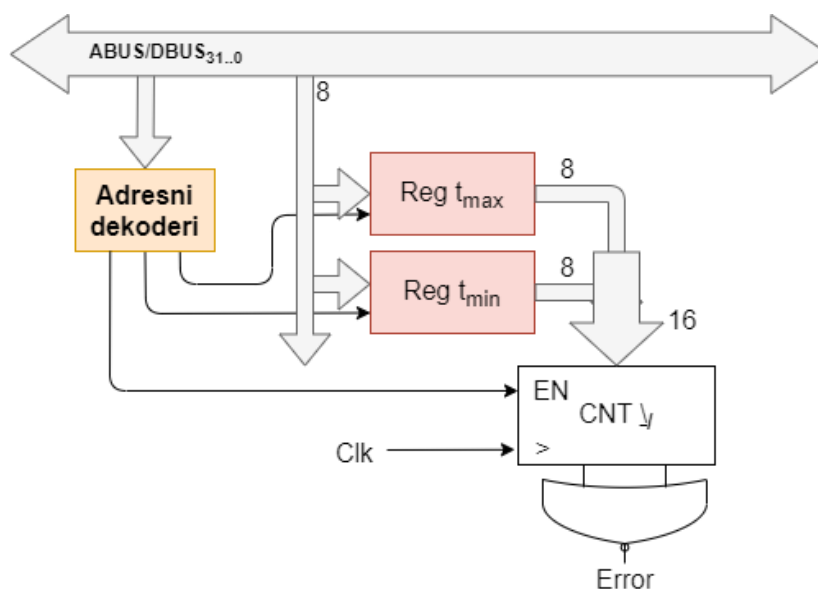 ABUS/DBUS31..0
8
Adresni
dekoderi
Reg tmax
8
Reg tmin
8
16
EN
CNT
Clk
>
Error